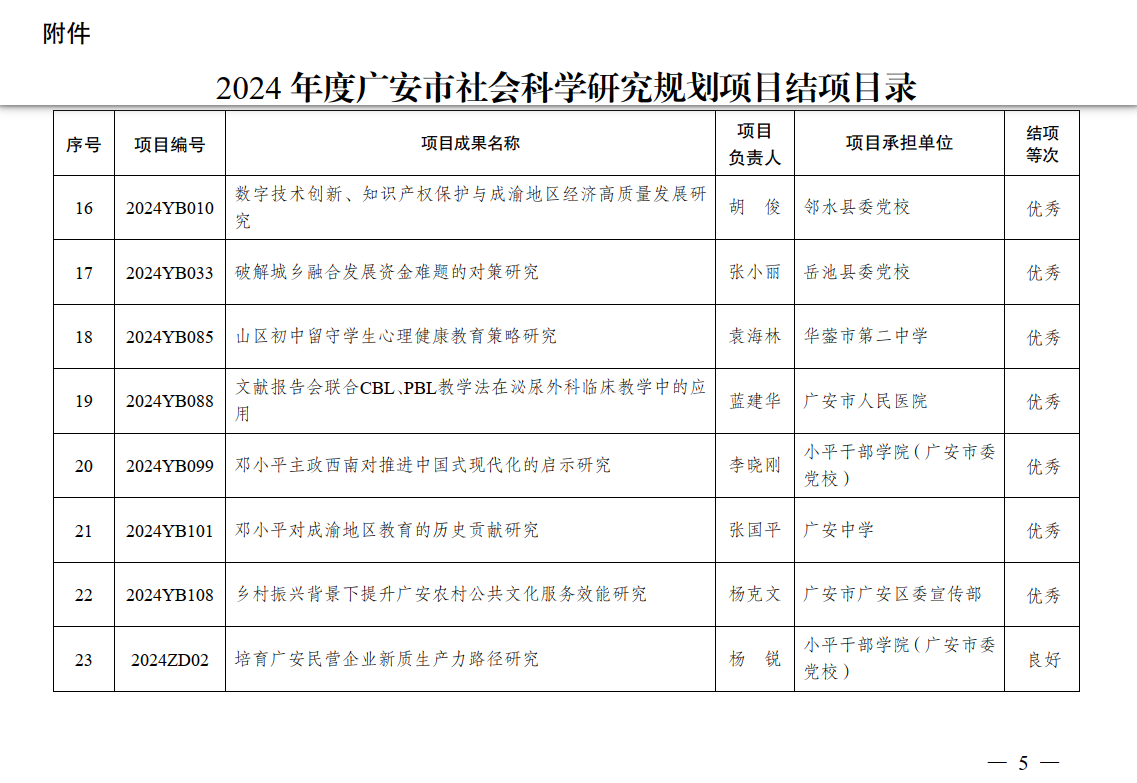 附件
2024 年度广安市社会科学研究规划项目结项目录
序号 项目编号 项目成果名称 项目负责人 项目承担单位 结项等次
16 2024YB010 数字技术创新、知识产权保护与成渝地区经济高质量发展研究 胡　俊 邻水县委党校 优秀
17 2024YB033 破解城乡融合发展资金难题的对策研究 张小丽 岳池县委党校 优秀
18 2024YB085 山区初中留守学生心理健康教育策略研究 袁海林 华蓥市第二中学 优秀
19 2024YB088 文献报告会联合CBL、PBL教学法在泌尿外科临床教学中的应用 蓝建华 广安市人民医院 优秀
20 2024YB099 邓小平主政西南对推进中国式现代化的启示研究 李晓刚 小平干部学院（广安市委党校） 优秀
21 2024YB101 邓小平对成渝地区教育的历史贡献研究 张国平 广安中学 优秀
22 2024YB108 乡村振兴背景下提升广安农村公共文化服务效能研究 杨克文 广安市广安区委宣传部 优秀
23 2024ZD02 培育广安民营企业新质生产力路径研究 杨　锐 小平干部学院（广安市委党校） 良好
— 5 —